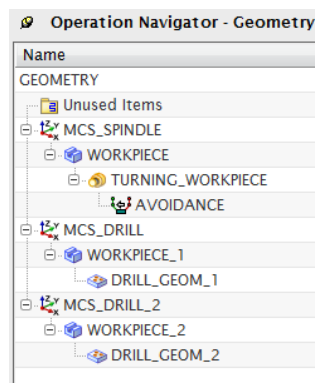 Operation Navigator - Geometry
Name
GEOMETRY
Unused Items
MCS_SPINDLE
WORKPIECE
TURNING_WORKPIECE
AVOIDANCE
MCS_DRILL
WORKPIECE_1
DRILL_GEOM_1
MCS_DRILL_2
WORKPIECE_2
DRILL_GEOM_2